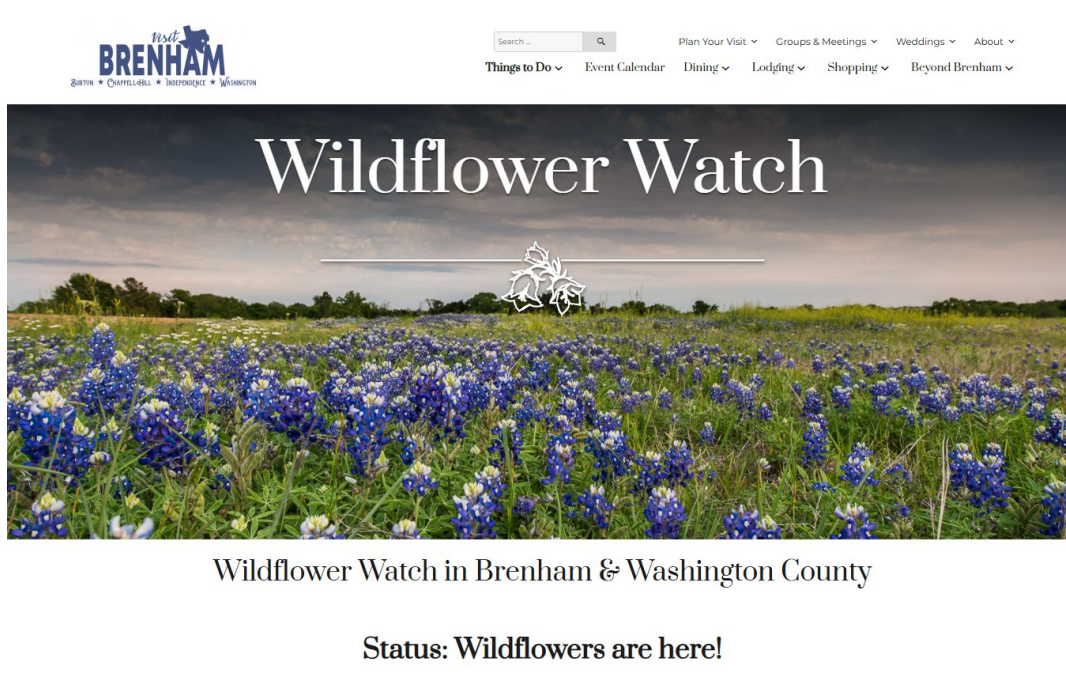 Visit
BRENHAM
BURTON ★ CHAPPELL HILL ★ INDEPENDENCE ★ WASHINGTON
Search ...
Plan Your Visit Groups & Meetings Weddings About
Things to Do Event Calendar Dining Lodging Shopping Beyond Brenham
Wildflower Watch
Wildflower Watch in Brenham & Washington County
Status: Wildflowers are here!